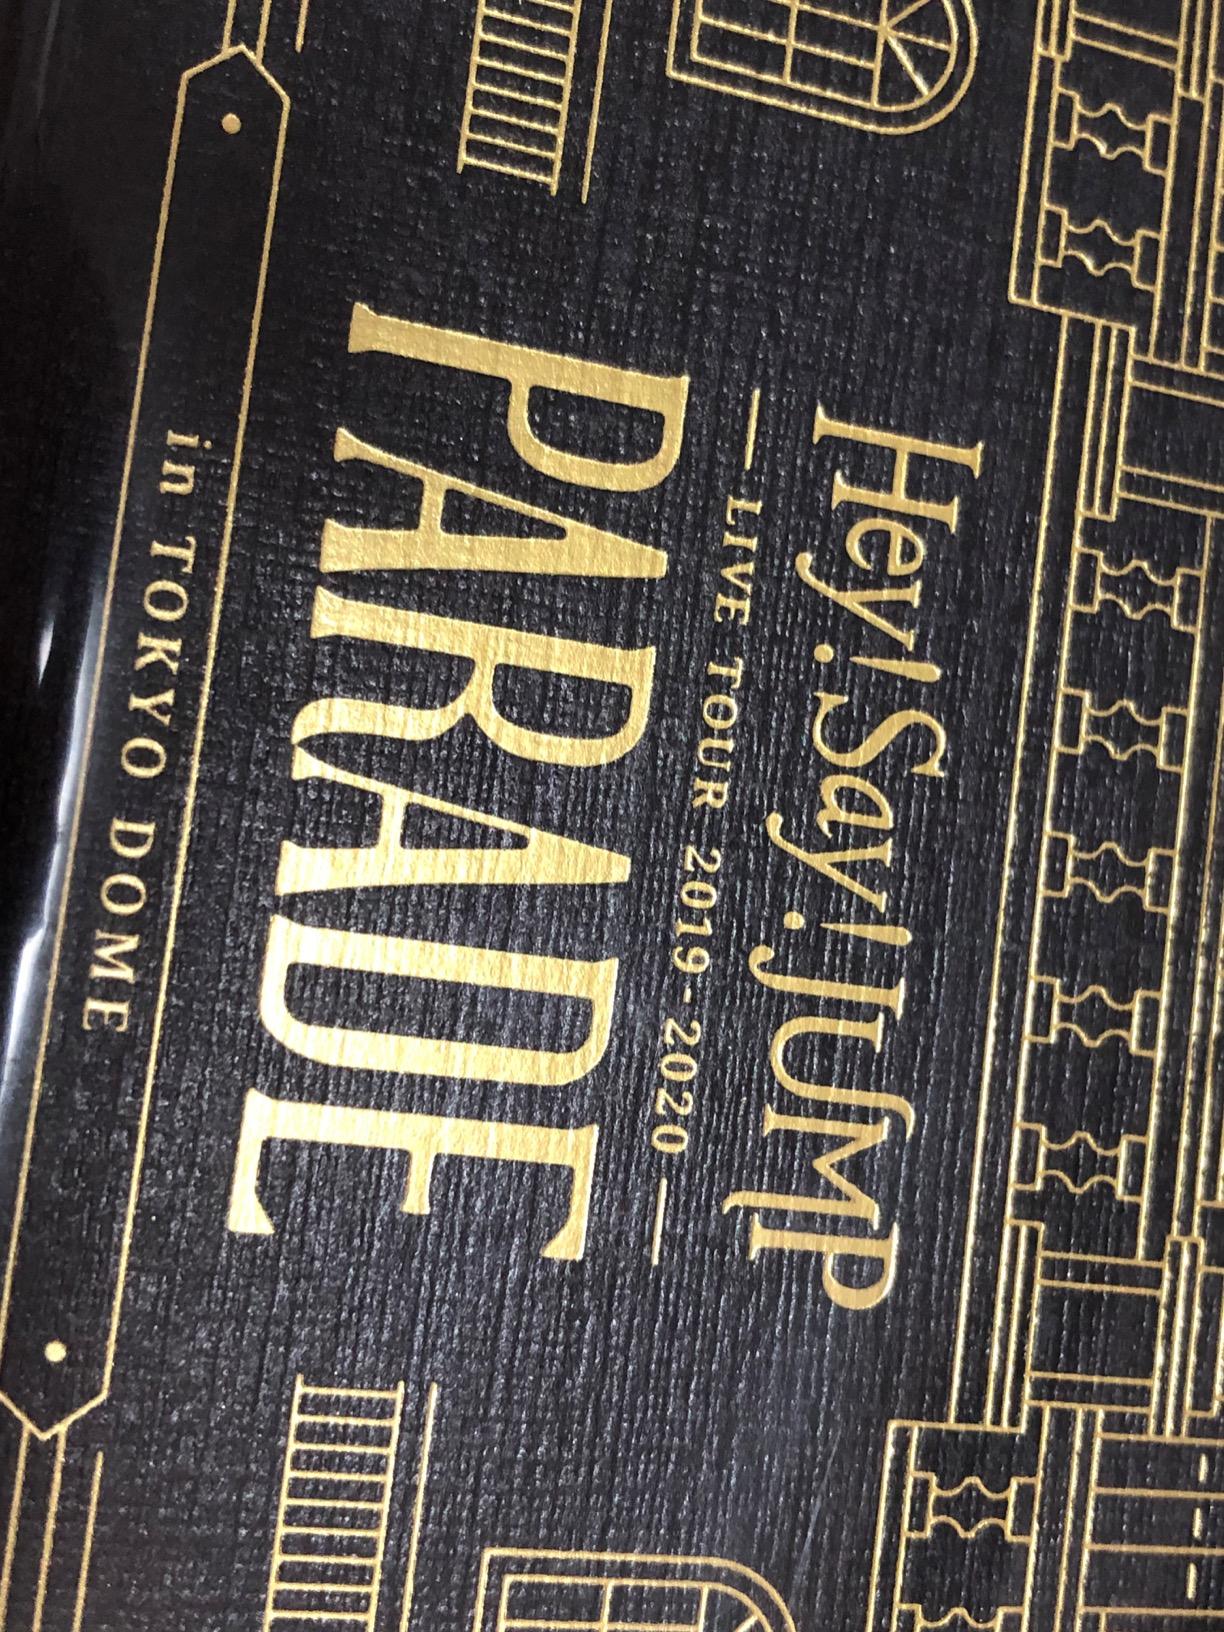 Hey! Say! JUMP
LIVE TOUR 2019-2020
PARADE
in TOKYO DOME